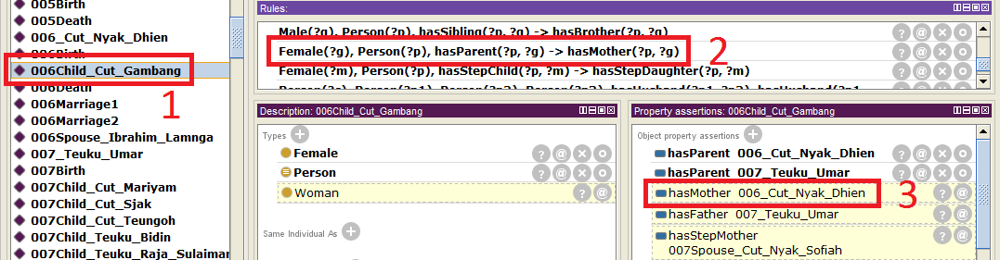 005Birth
005Death
006_Cut_Nyak_Dhien
006Birth
006Child_Cut_Gambang
006Death
006Marriage1
006Marriage2
006Spouse_Ibrahim_Lamnga
007_Teuku_Umar
007Birth
007Child_Cut_Mariyam
007Child_Cut_Sjak
007Child_Cut_Teungoh
007Child_Teuku_Bidin
007Child_Teuku_Raja_Sulaiman
1
Rules:
Male(?g), Person(?p), hasSibling(?p, ?g) -> hasBrother(?p, ?g)
Female(?g), Person(?p), hasParent(?p, ?g) -> hasMother(?p, ?g)
Female(?m), Person(?p), hasStepChild(?p, ?m) -> hasStepDaughter(?p, ?m)
2
Description: 006Child_Cut_Gambang
Types
Female
Person
Woman
Same Individual As
Property assertions: 006Child_Cut_Gambang
Object property assertions
hasParent 006_Cut_Nyak_Dhien
hasParent 007_Teuku_Umar
hasMother 006_Cut_Nyak_Dhien
hasFather 007_Teuku_Umar
hasStepMother
007Spouse_Cut_Nyak_Sofiah
3